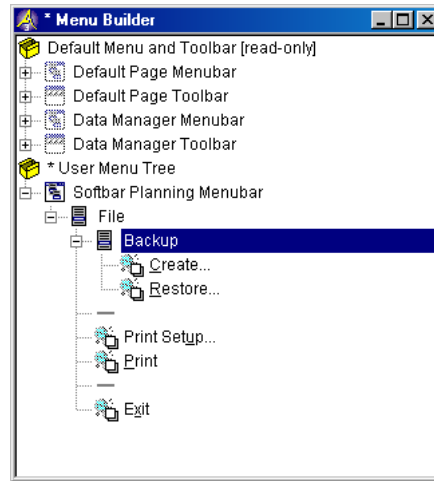 * Menu Builder
Default Menu and Toolbar [read-only]
Default Page Menubar
Default Page Toolbar
Data Manager Menubar
Data Manager Toolbar
* User Menu Tree
Softbar Planning Menubar
File
Backup
Create...
Restore...
Print Setup...
Print
Exit